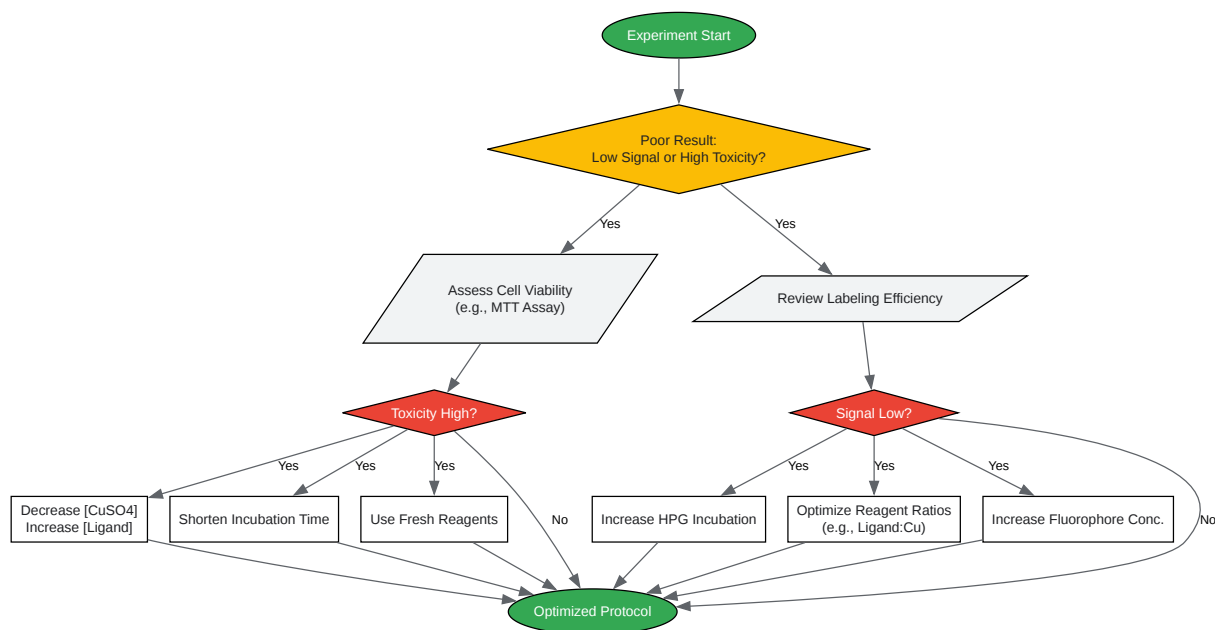 Experiment Start
Poor Result:
Low Signal or High Toxicity?
Yes
Yes
Assess Cell Viability
(e.g., MTT Assay)
Review Labeling Efficiency
Toxicity High?
Signal Low?
Yes
Yes
Yes
No
Yes
Yes
Yes
No
Decrease [CuSO4]
Increase [Ligand]
Shorten Incubation Time
Use Fresh Reagents
Increase HPG Incubation
Optimize Reagent Ratios
(e.g., Ligand:Cu)
Increase Fluorophore Conc.
Optimized Protocol